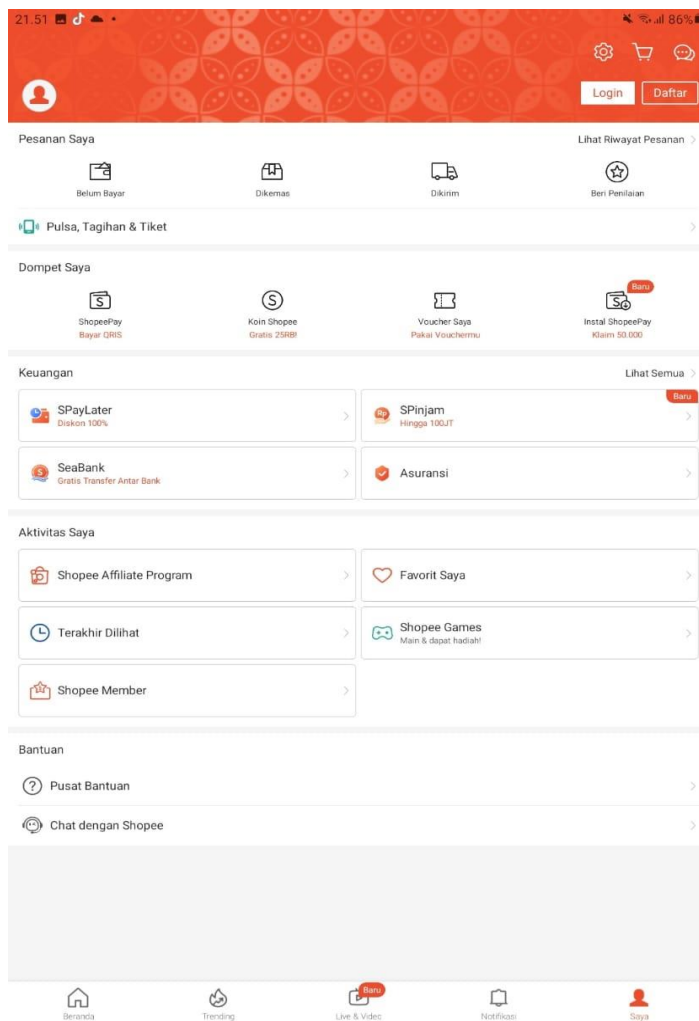 21.51 86%
Login Daftar
Pesanan Saya Lihat Riwayat Pesanan
Belum Bayar Dikemas Dikirim Beri Penilaian
Pulsa, Tagihan & Tiket
Dompet Saya
Baru
ShopeePay Koin Shopee Voucher Saya Instal ShopeePay
Bayar QRIS Gratis 25RB! Pakai Vouchermu Klaim 50.000
Keuangan Lihat Semua
Baru
SPayLater SPinjam
Diskon 100% Hingga 100JT
SeaBank Asuransi
Gratis Transfer Antar Bank
Aktivitas Saya
Shopee Affiliate Program Favorit Saya
Terakhir Dilihat Shopee Games
Main & dapat hadiah!
Shopee Member
Bantuan
Pusat Bantuan
Chat dengan Shopee
Baru
Beranda Trending Live & Video Notifikasi Saya